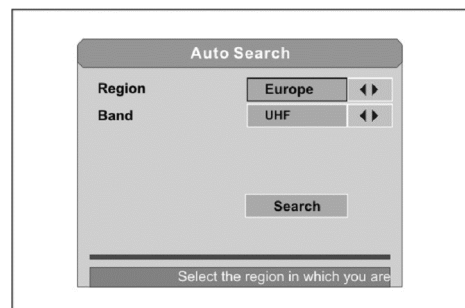 Auto Search
Region Europe
Band UHF
Search
Select the region in which you are